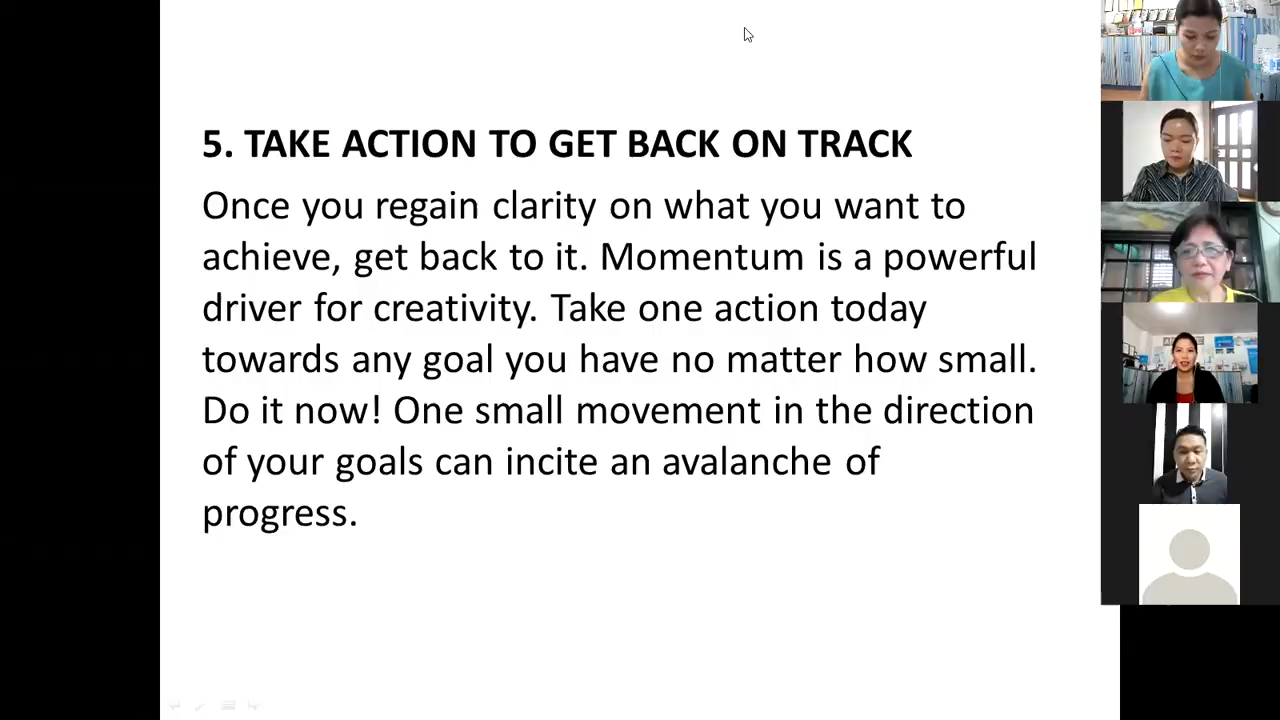 5. TAKE ACTION TO GET BACK ON TRACK
Once you regain clarity on what you want to
achieve, get back to it. Momentum is a powerful
driver for creativity. Take one action today
towards any goal you have no matter how small.
Do it now! One small movement in the direction
of your goals can incite an avalanche of
progress.